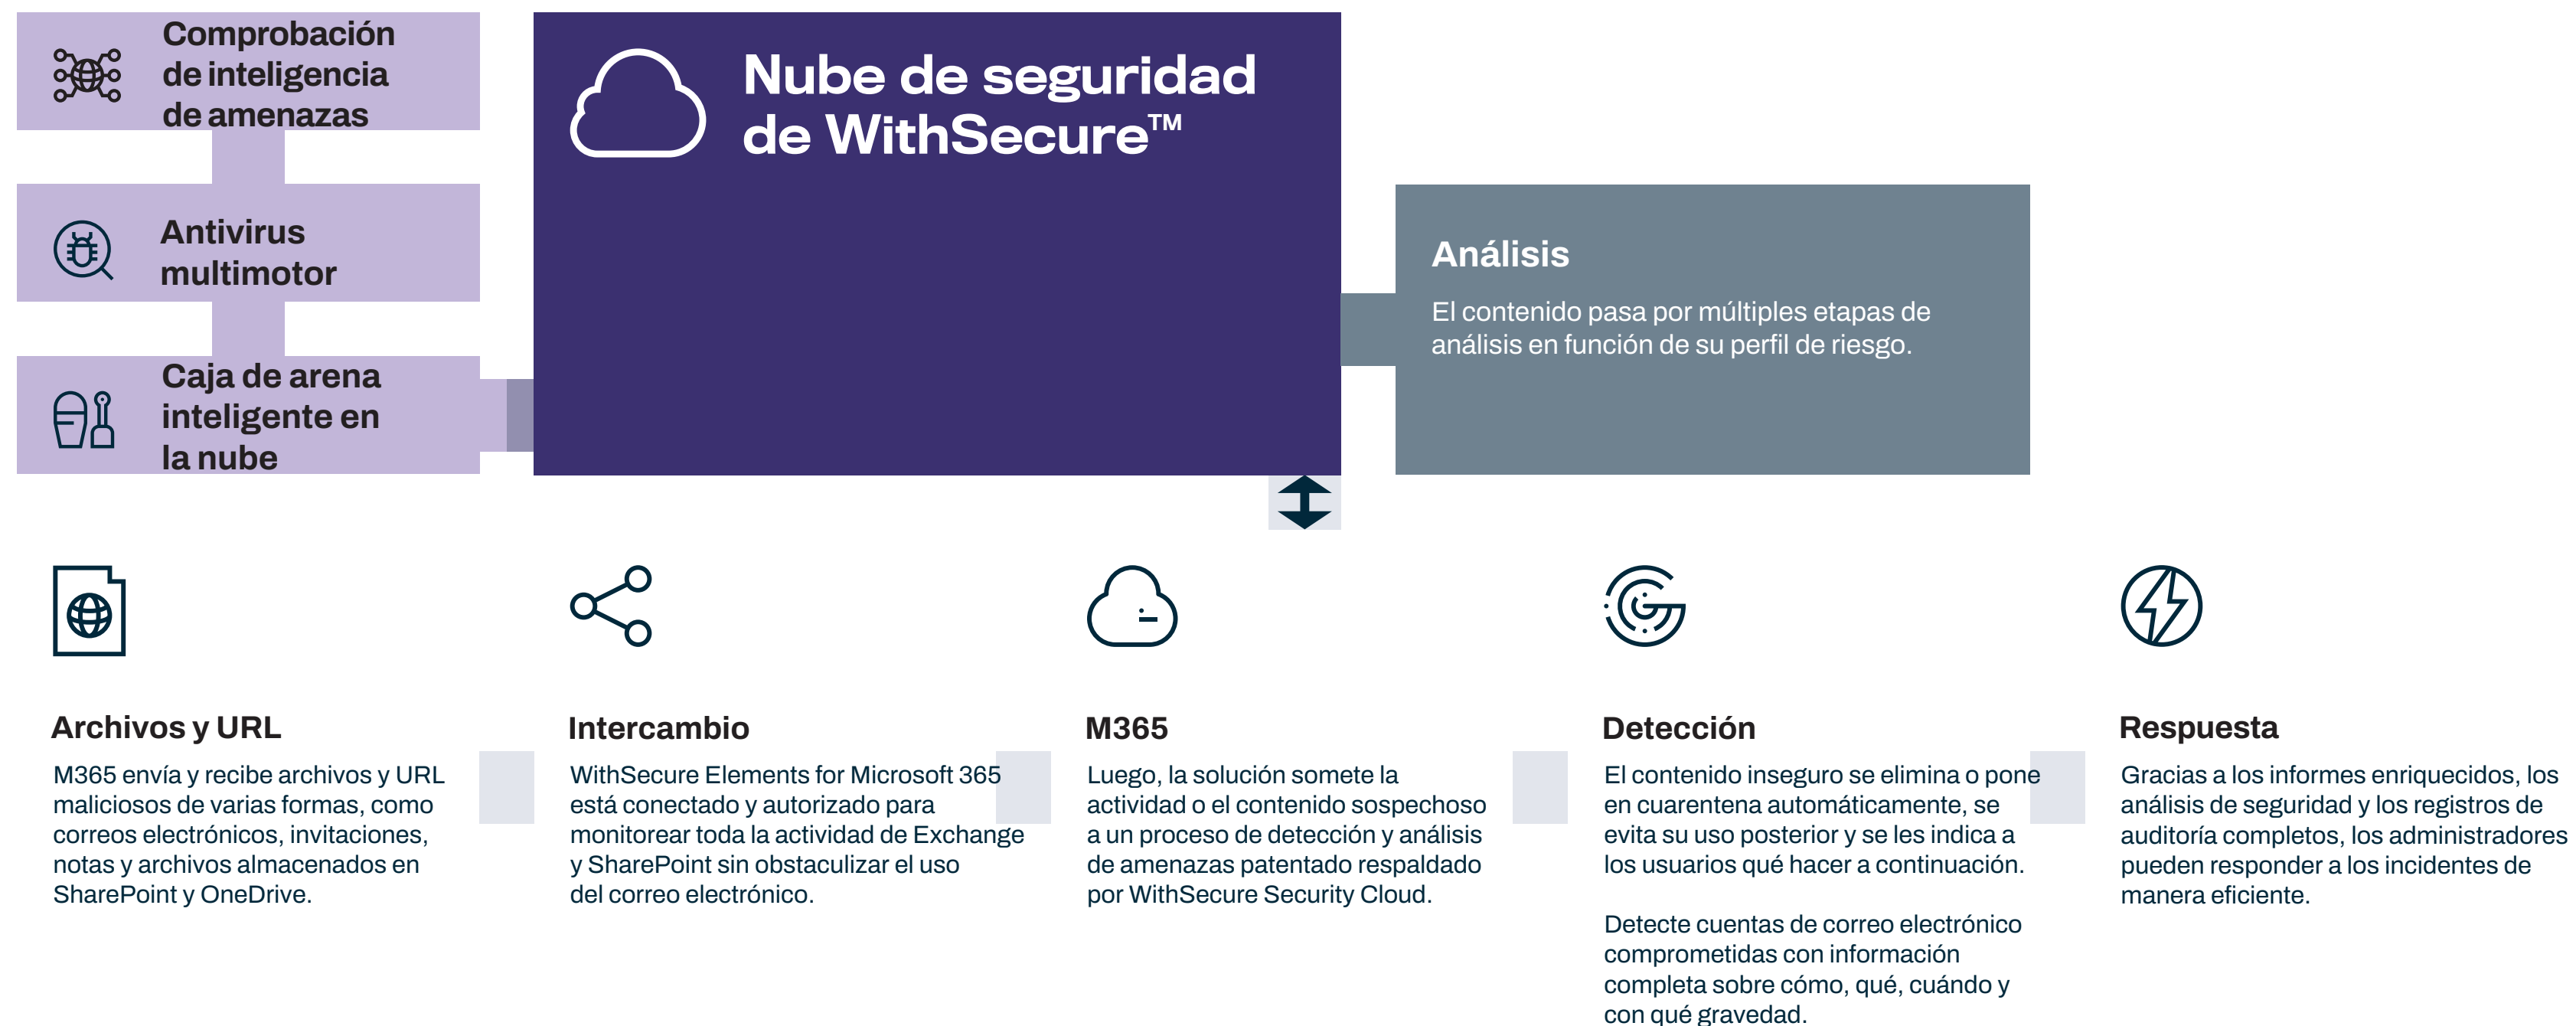 Comprobación
de inteligencia
de amenazas
Antivirus
multimotor
Caja de arena
inteligente en
la nube
Nube de seguridad
de WithSecure™
Análisis
El contenido pasa por múltiples etapas de
análisis en función de su perfil de riesgo.
Archivos y URL
M365 envía y recibe archivos y URL
maliciosos de varias formas, como
correos electrónicos, invitaciones,
notas y archivos almacenados en
SharePoint y OneDrive.
Intercambio
WithSecure Elements for Microsoft 365
está conectado y autorizado para
monitorear toda la actividad de Exchange
y SharePoint sin obstaculizar el uso
del correo electrónico.
M365
Luego, la solución somete la
actividad o el contenido sospechoso
a un proceso de detección y análisis
de amenazas patentado respaldado
por WithSecure Security Cloud.
Detección
El contenido inseguro se elimina o pone
en cuarentena automáticamente, se
evita su uso posterior y se les indica a
los usuarios qué hacer a continuación.
Detecte cuentas de correo electrónico
comprometidas con información
completa sobre cómo, qué, cuándo y
con qué gravedad.
Respuesta
Gracias a los informes enriquecidos, los
análisis de seguridad y los registros de
auditoría completos, los administradores
pueden responder a los incidentes de
manera eficiente.